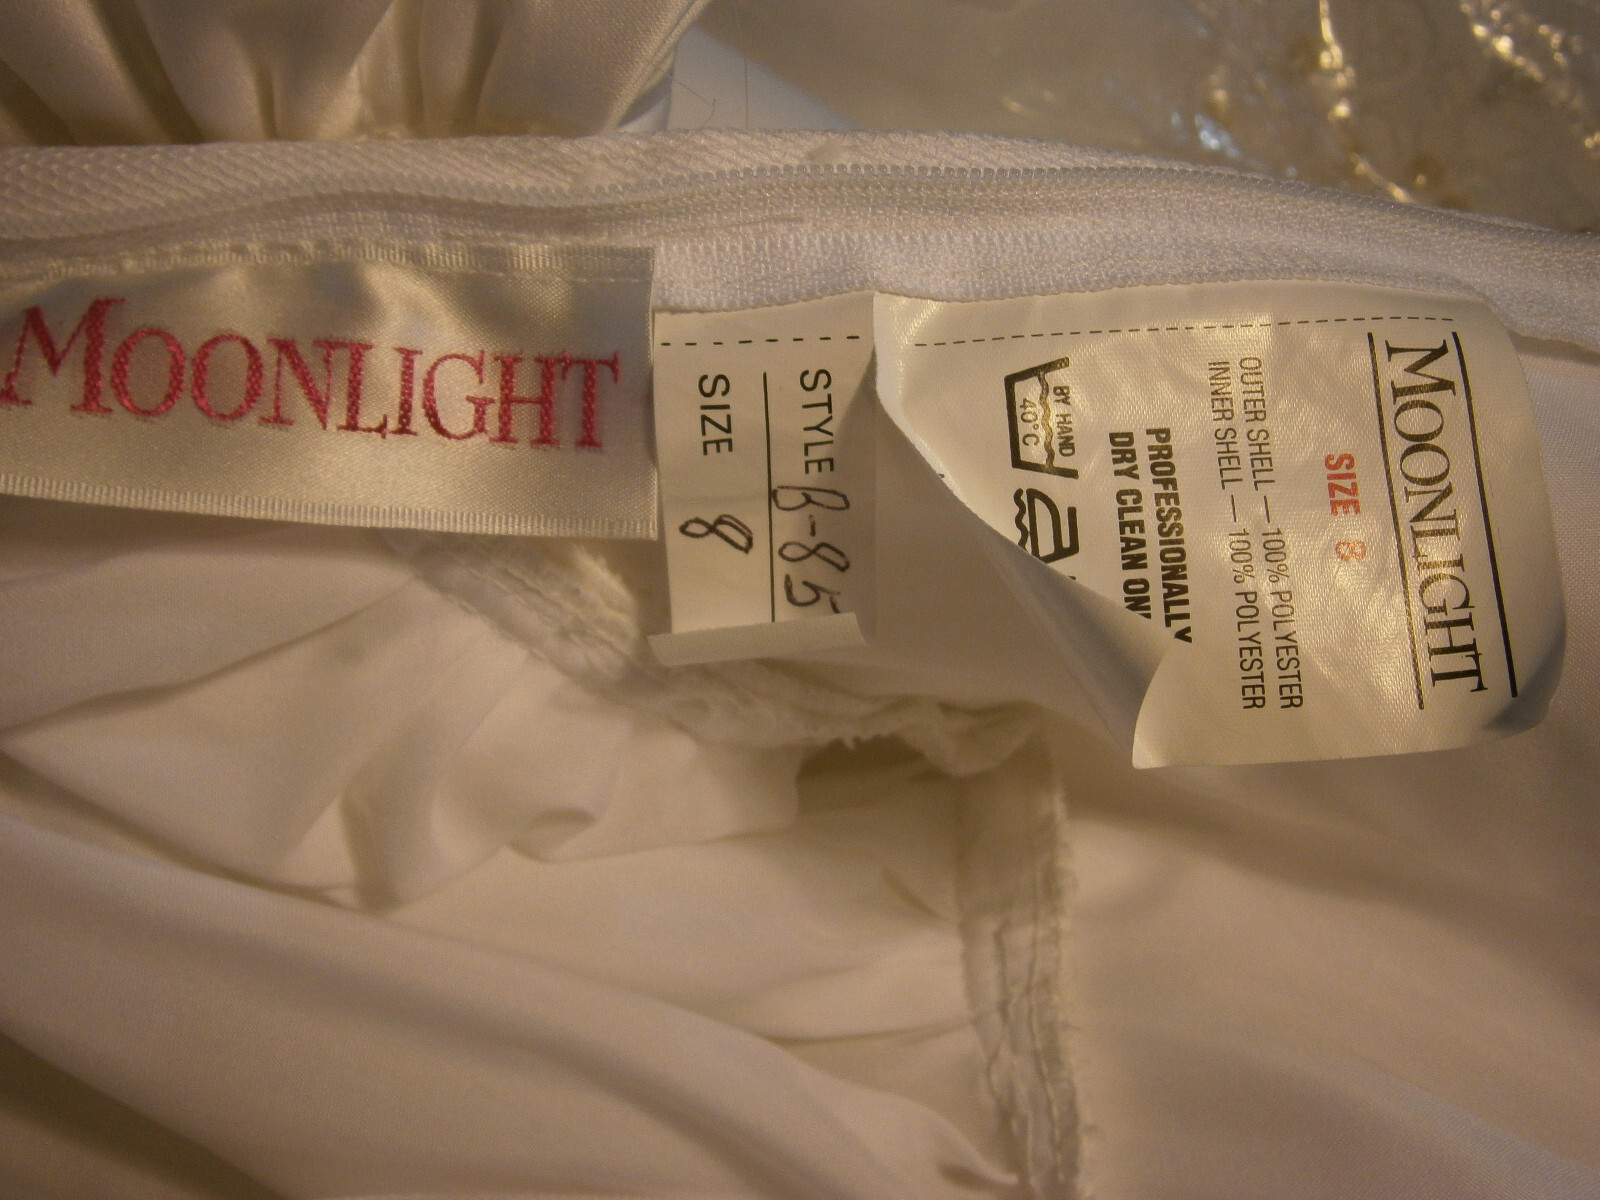 MOONLIGHT
STYLE B-85
SIZE 8
MOONLIGHT
SIZE 8
OUTER SHELL — 100% POLYESTER
INNER SHELL — 100% POLYESTER
PROFESSIONALLY
DRY CLEAN ONL
BY HAND
40°C